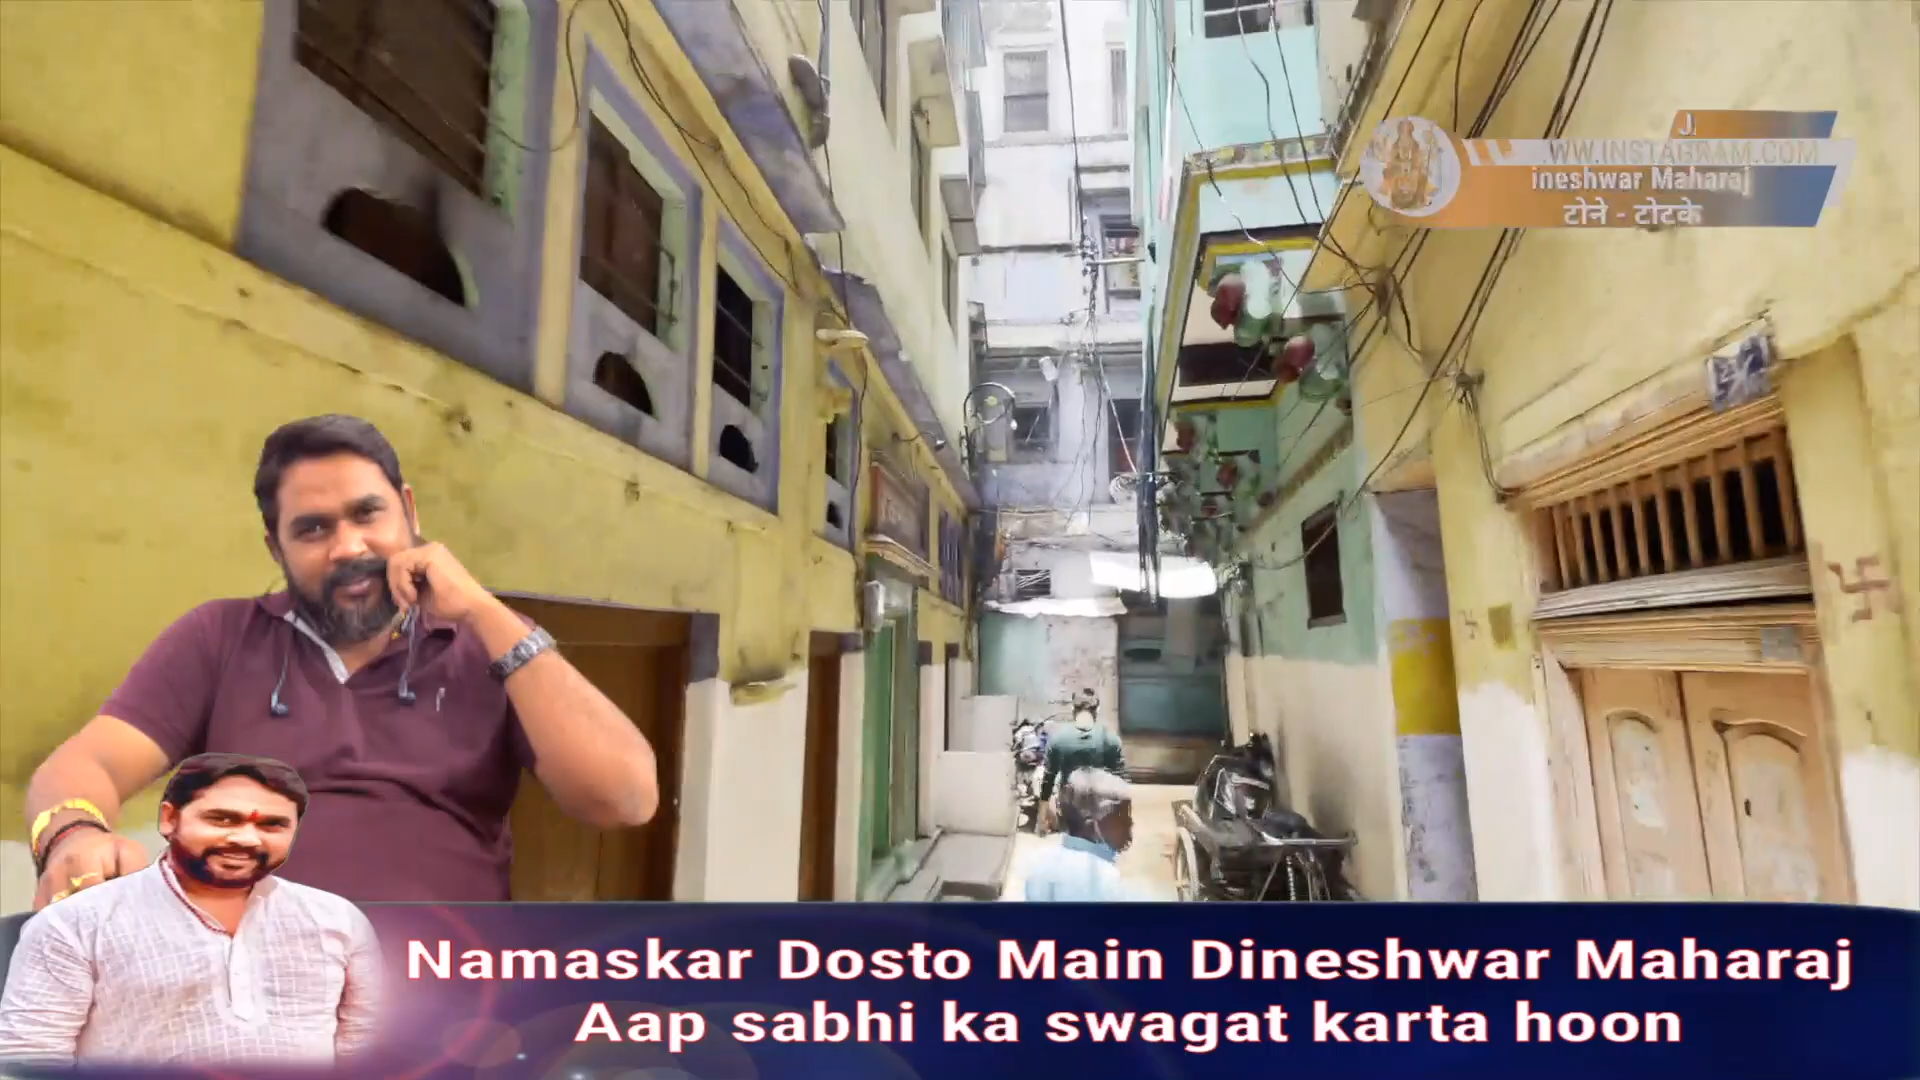 J
WW.INSTAGRAM.COM
ineshwar Maharaj
टोने - टोटके
Namaskar Dosto Main Dineshwar Maharaj
Aap sabhi ka swagat karta hoon